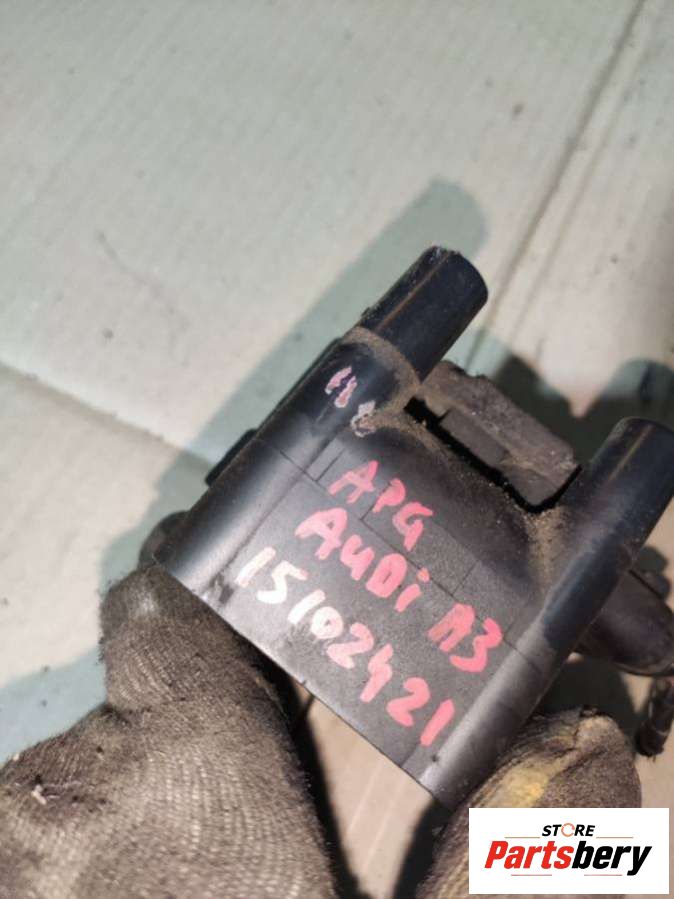 APG
AUDi A3
15102421
STORE
Partsbery